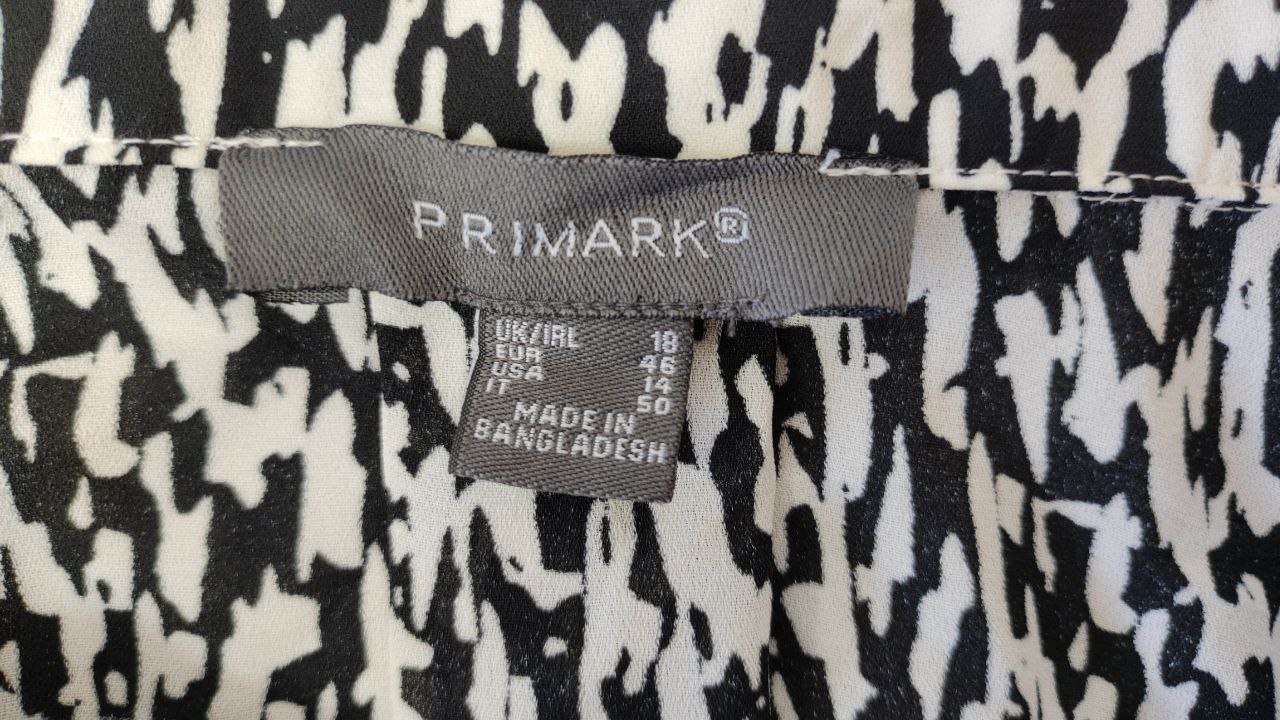 PRIMARK®
UK/IRL 18
EUR 46
USA 14
IT 50
MADE IN
BANGLADESH